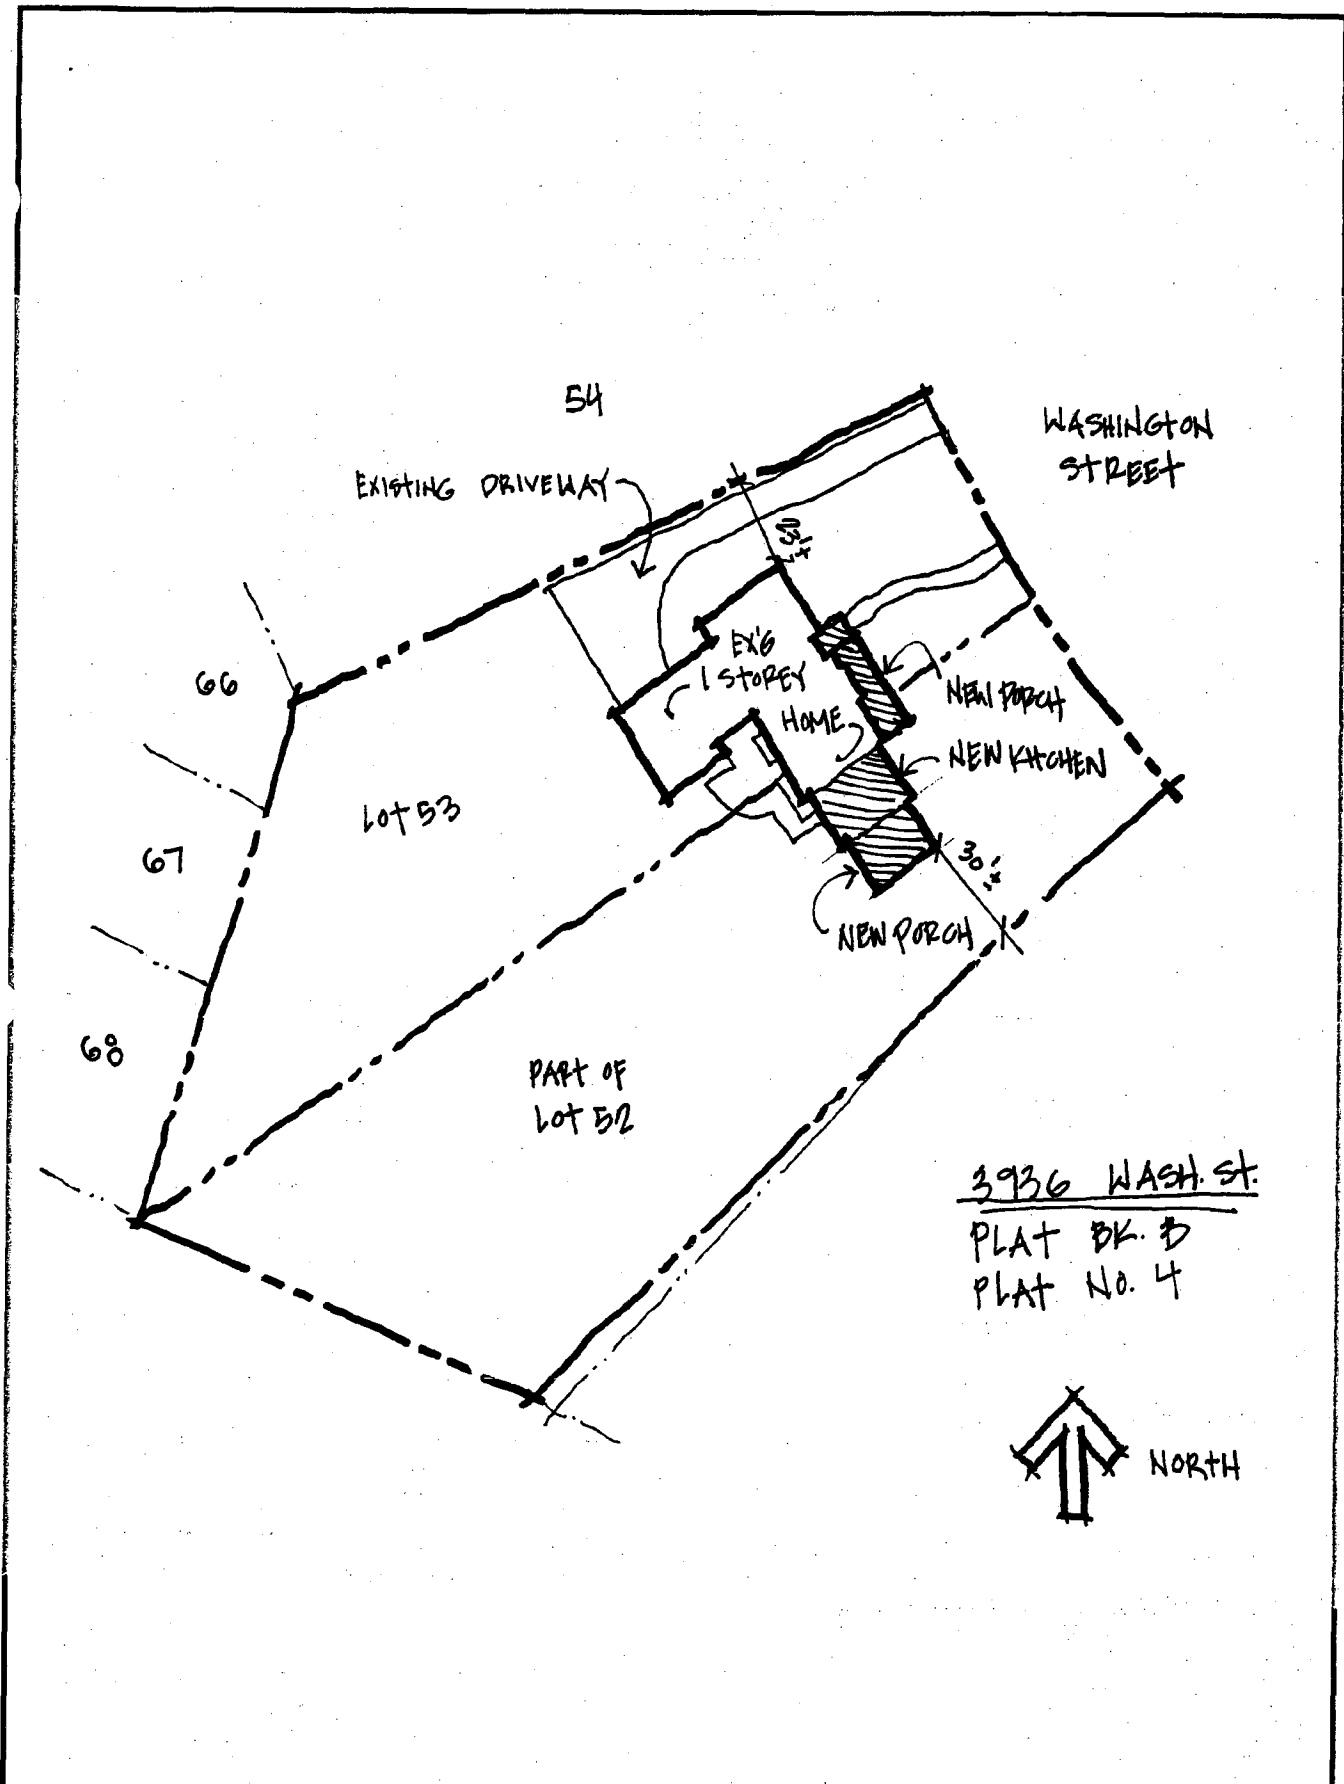 54
WASHINGTON
STREET
EXISTING DRIVEWAY
23'±
EX'G
1 STOREY
HOME
66
NEW PORCH
NEW KITCHEN
LOT 53
67
30'±
NEW PORCH
68
PART OF
LOT 52
3936 WASH. ST.
PLAT BK. B
PLAT NO. 4
NORTH